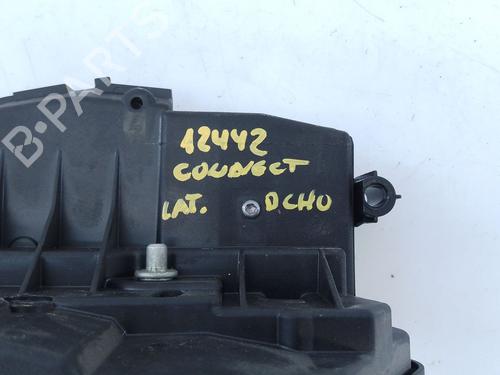 B-PARTS
12442
CONNECT
LAT. DCHO